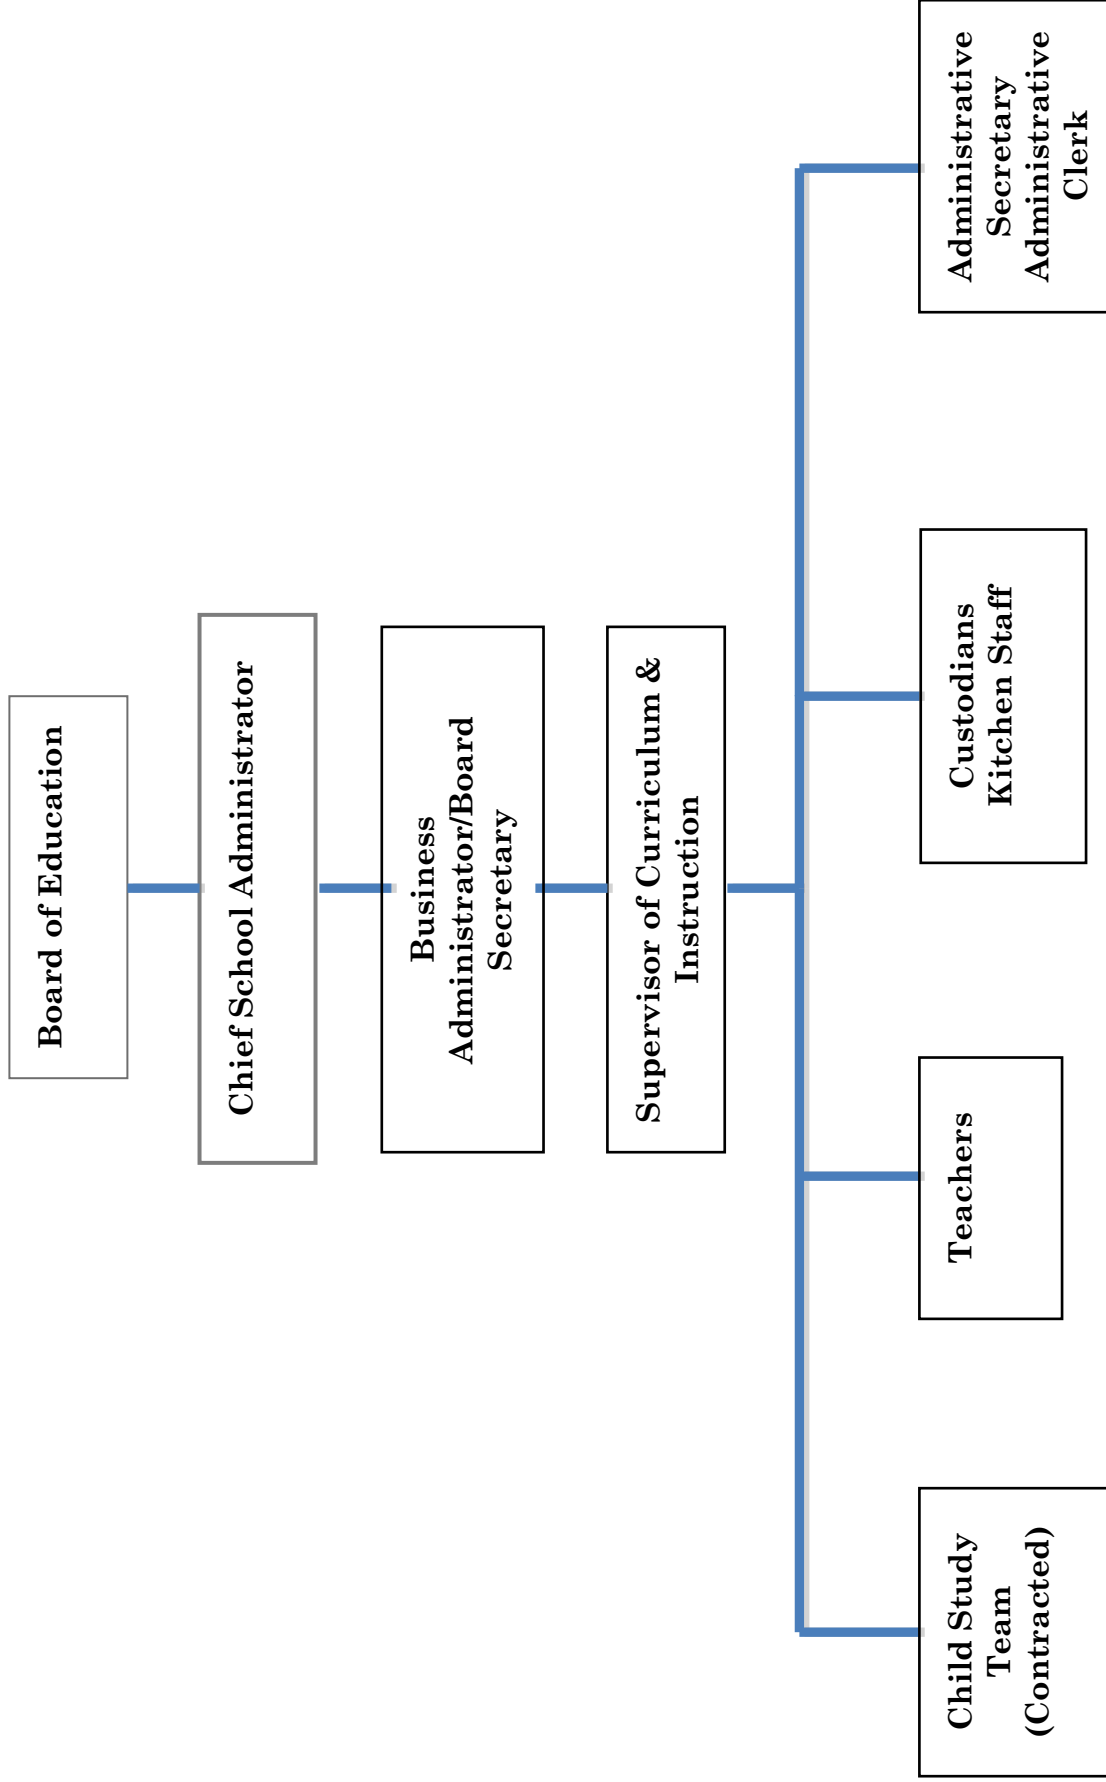 Board of Education
Chief School Administrator
Business
Administrator/Board
Secretary
Supervisor of Curriculum &
Instruction
Child Study
Team
(Contracted)
Teachers
Custodians
Kitchen Staff
Administrative
Secretary
Administrative
Clerk